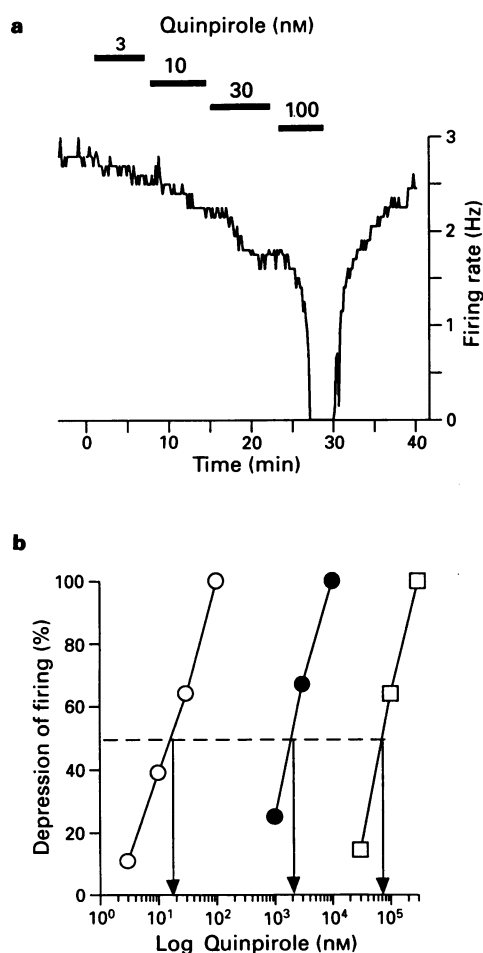 a
Quinpirole (nM)
3
10
30
100
3
2
1
0
Firing rate (Hz)
0 10 20 30 40
Time (min)
b
100
80
60
40
20
0
Depression of firing (%)
10⁰ 10¹ 10² 10³ 10⁴ 10⁵
Log Quinpirole (nM)